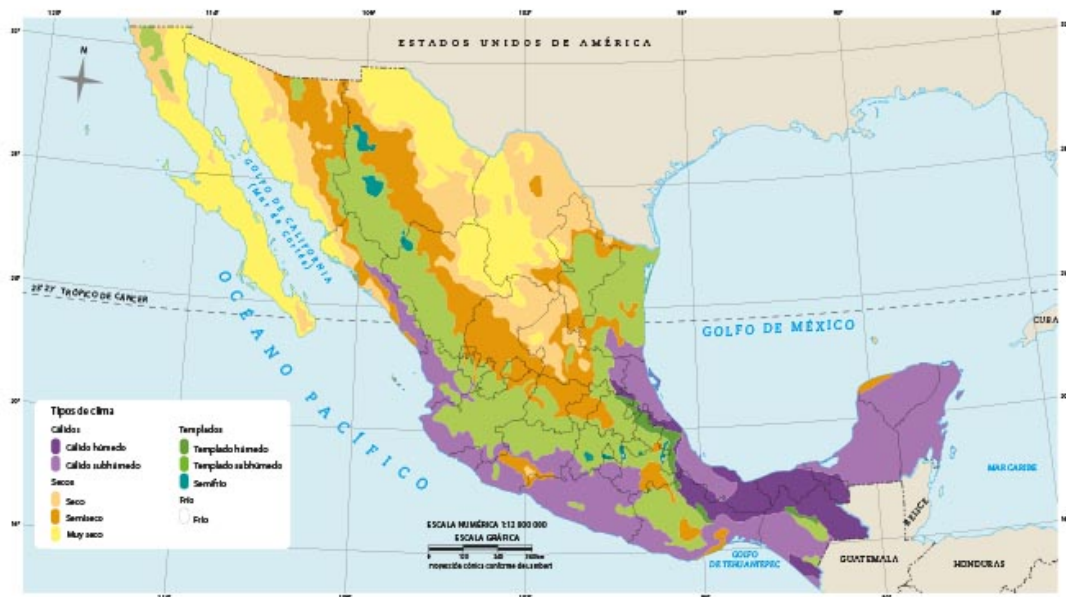 ESTADOS UNIDOS DE AMÉRICA
N
GOLFO DE CALIFORNIA
(Mar de Cortés)
23°27' TRÓPICO DE CÁNCER
OCÉANO PACÍFICO
GOLFO DE MÉXICO
CUBA
MAR CARIBE
BELICE
GUATEMALA
HONDURAS
GOLFO
DE TEHUANTEPEC
Tipos de clima
Cálidos
Cálido húmedo
Cálido subhúmedo
Secos
Seco
Semiseco
Muy seco
Templados
Templado húmedo
Templado subhúmedo
Semifrío
Frío
Frío
ESCALA NUMÉRICA 1:12 800 000
ESCALA GRÁFICA
Proyección cónica conforme de Lambert